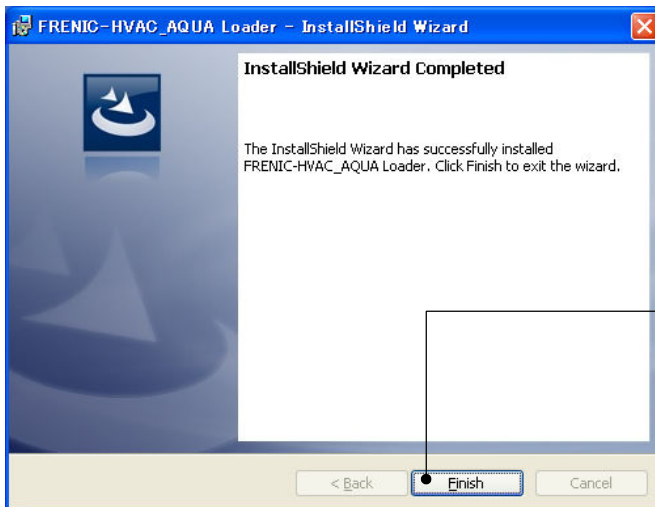 FRENIC-HVAC_AQUA Loader - InstallShield Wizard
InstallShield Wizard Completed
The InstallShield Wizard has successfully installed
FRENIC-HVAC_AQUA Loader. Click Finish to exit the wizard.
< Back
Finish
Cancel